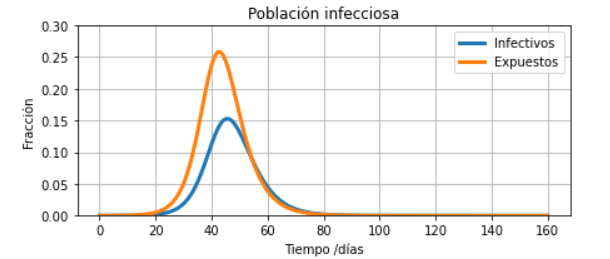 Población infecciosa
0.30
0.25
0.20
0.15
0.10
0.05
0.00
Fracción
Infectivos
Expuestos
0 20 40 60 80 100 120 140 160
Tiempo /días